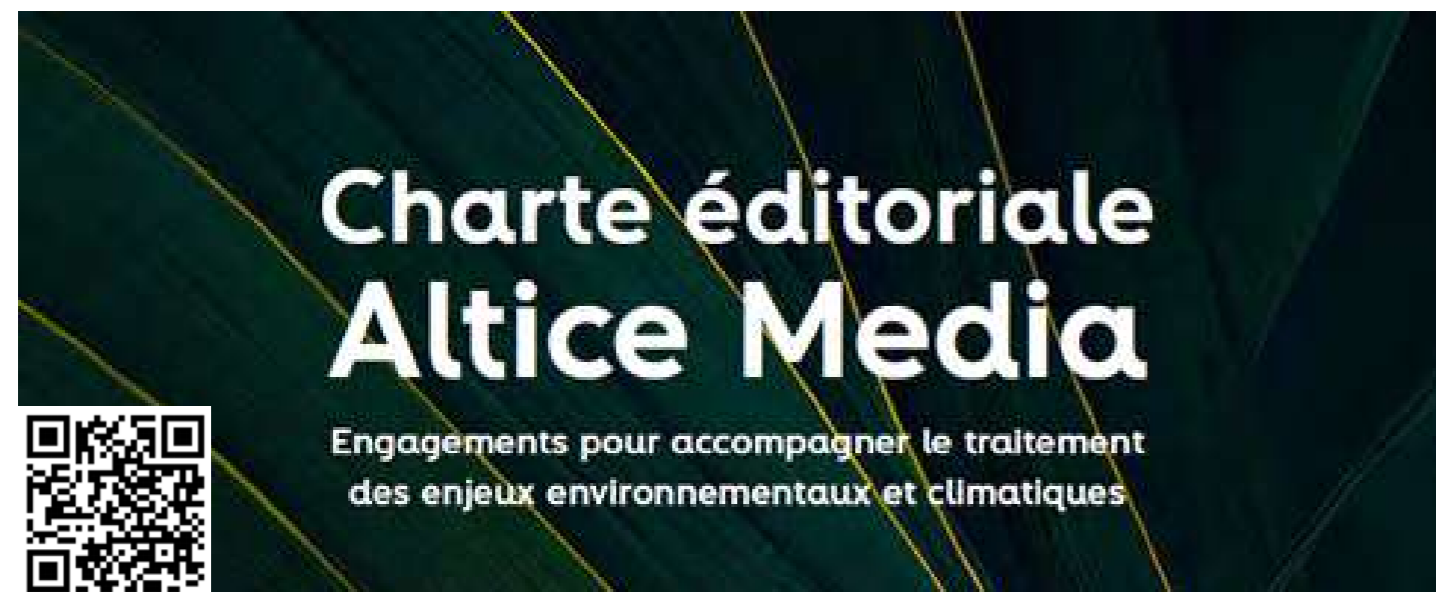 Charte éditoriale
Altice Media
Engagements pour accompagner le traitement
des enjeux environnementaux et climatiques